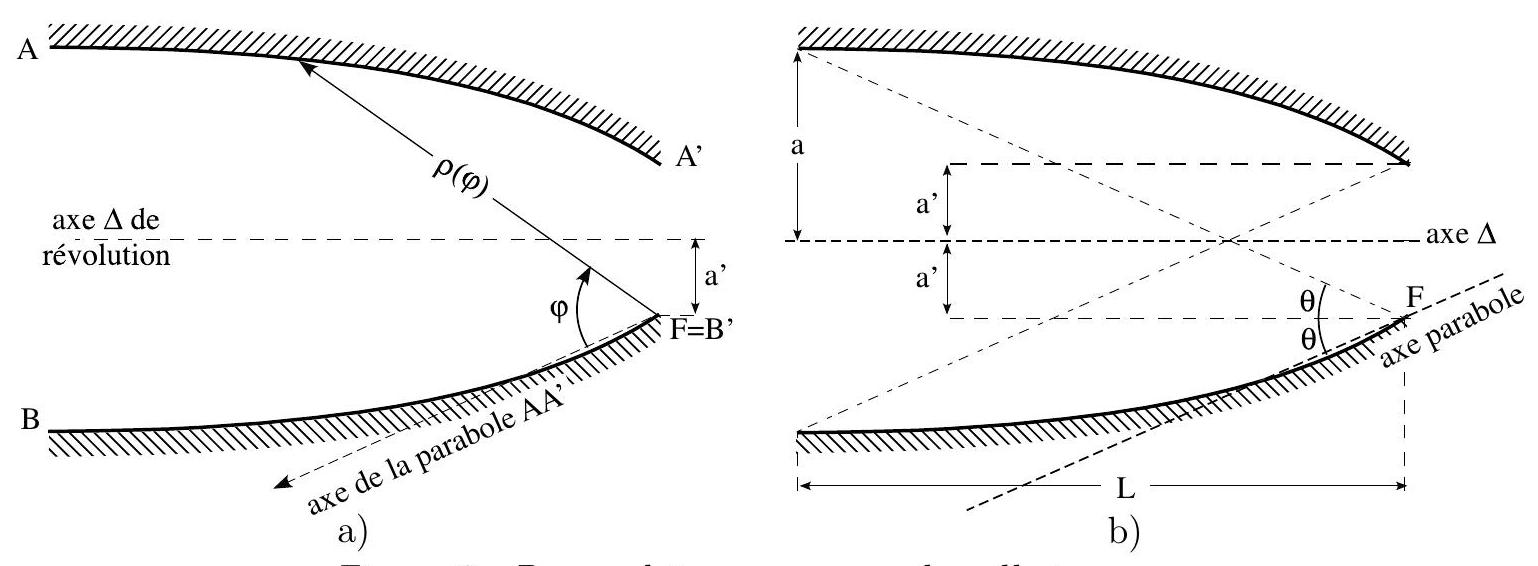 A
A'
ρ(φ)
axe Δ de
révolution
a'
φ
F=B'
B
axe de la parabole AA'
a)
a
a'
a'
axe Δ
θ
θ
F
axe parabole
L
b)